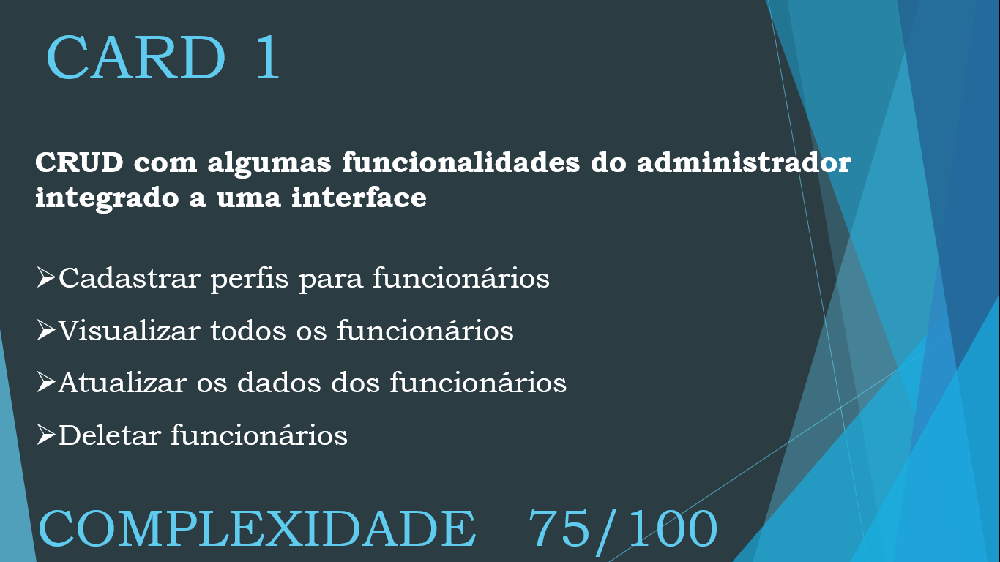 CARD 1
CRUD com algumas funcionalidades do administrador
integrado a uma interface
➢Cadastrar perfis para funcionários
➢Visualizar todos os funcionários
➢Atualizar os dados dos funcionários
➢Deletar funcionários
COMPLEXIDADE 75/100